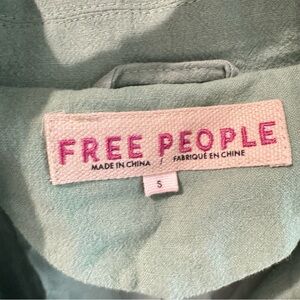 FREE PEOPLE
MADE IN CHINA / FABRIQUÉ EN CHINE
S